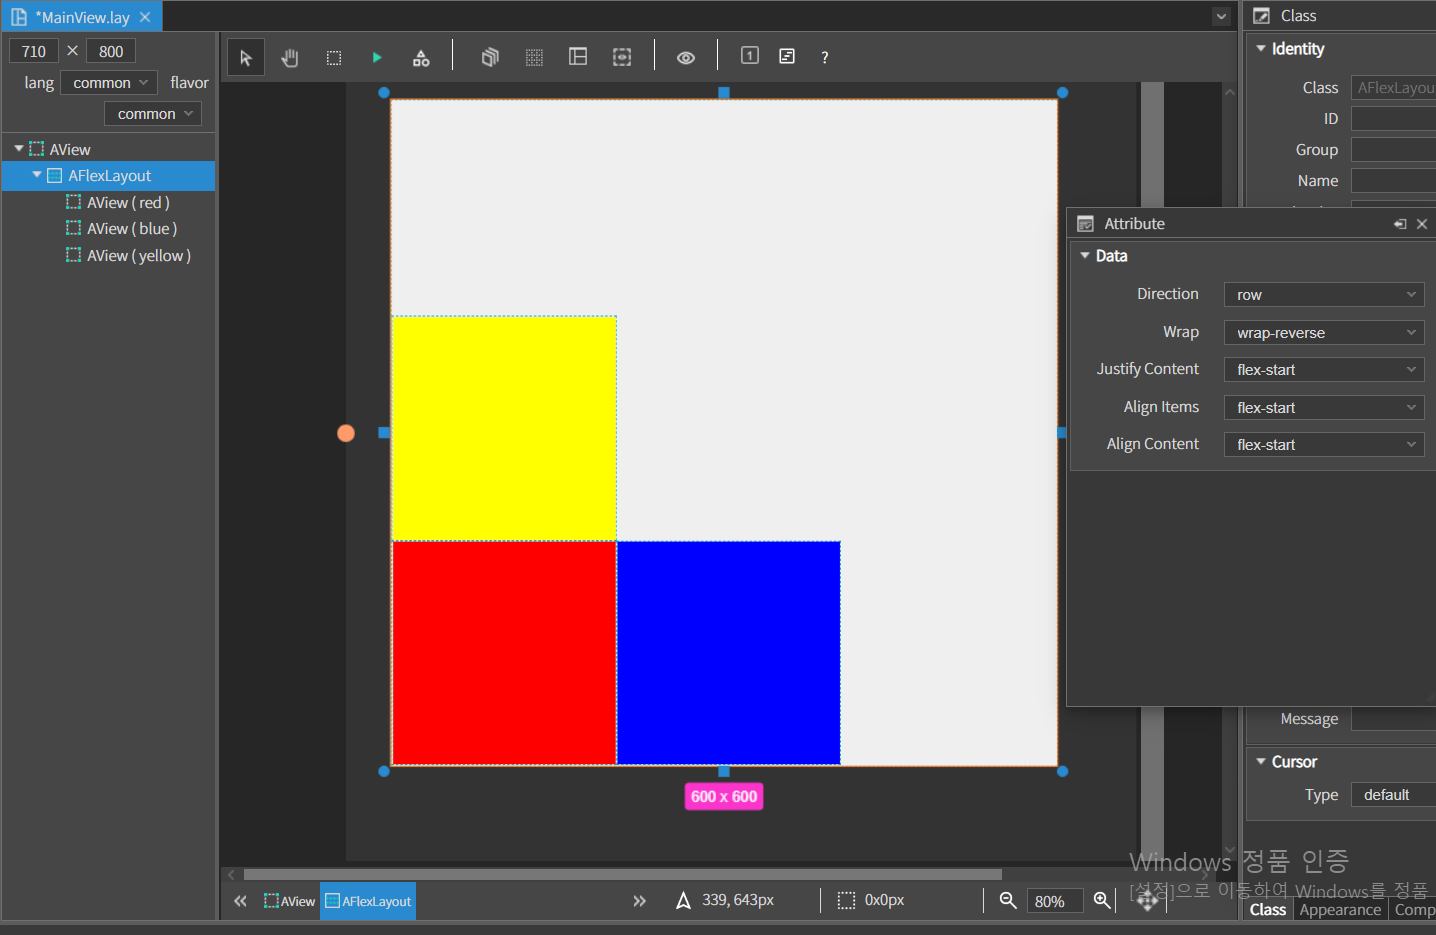 *MainView.lay
710 × 800
lang common flavor
common
AView
AFlexLayout
AView ( red )
AView ( blue )
AView ( yellow )
1 ?
600 x 600
AView AFlexLayout
339, 643px
0x0px
80%
Class
Identity
Class AFlexLayou
ID
Group
Name
Attribute
Data
Direction row
Wrap wrap-reverse
Justify Content flex-start
Align Items flex-start
Align Content flex-start
Message
Cursor
Type default
Windows 정품 인증
[설정]으로 이동하여 Windows를 정품
Class Appearance Comp